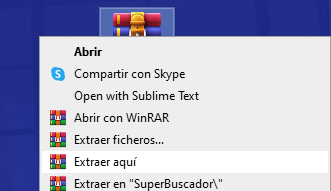 Abrir
Compartir con Skype
Open with Sublime Text
Abrir con WinRAR
Extraer ficheros...
Extraer aquí
Extraer en "SuperBuscador\"